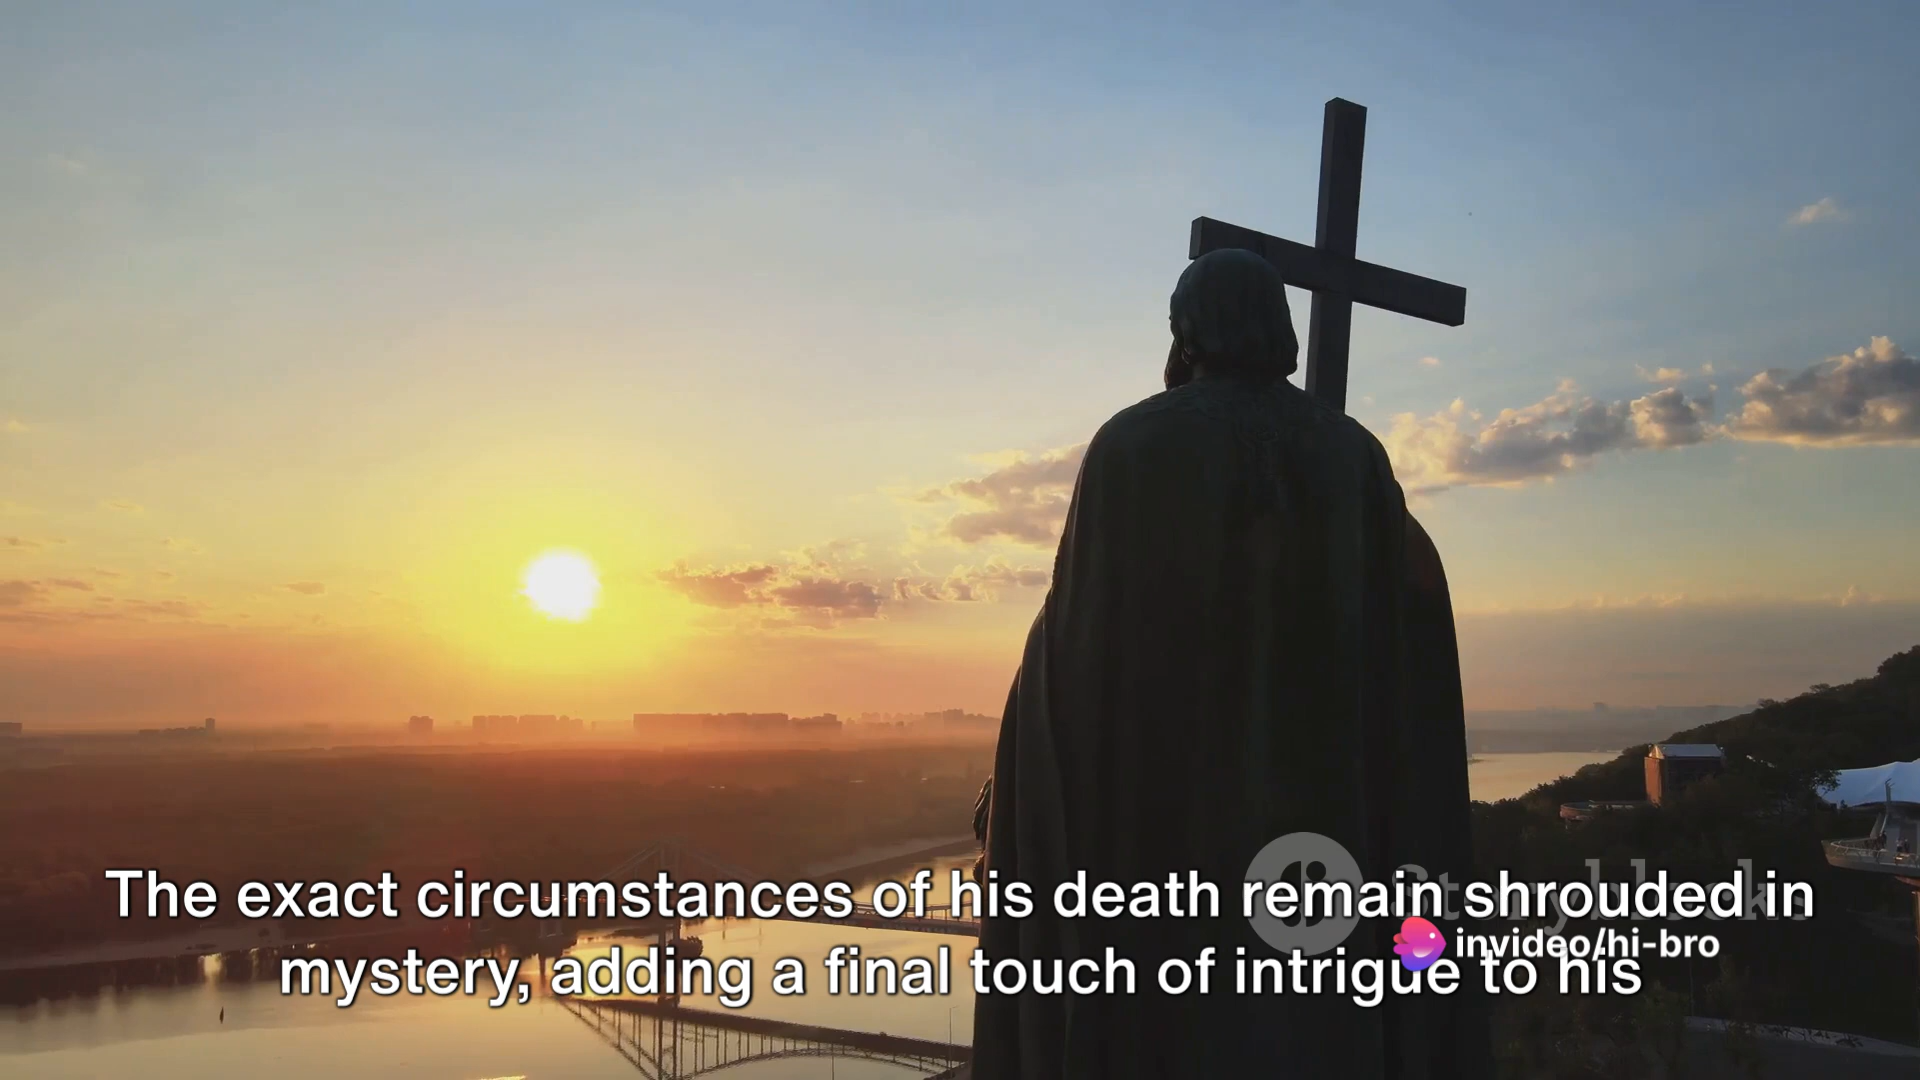 The exact circumstances of his death remain shrouded in
mystery, adding a final touch of intrigue to his
Storyblocks
invideo/hi-bro